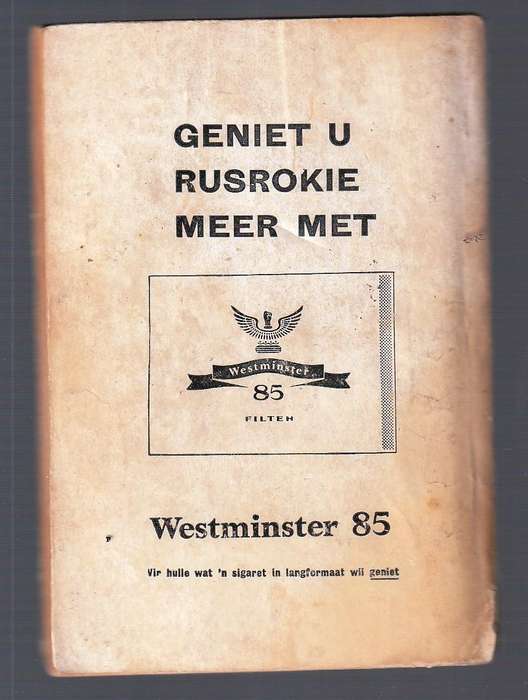 GENIET U
RUSROKIE
MEER MET
Westminster
85
FILTER
Westminster 85
Vir hulle wat 'n sigaret in langformaat wil geniet